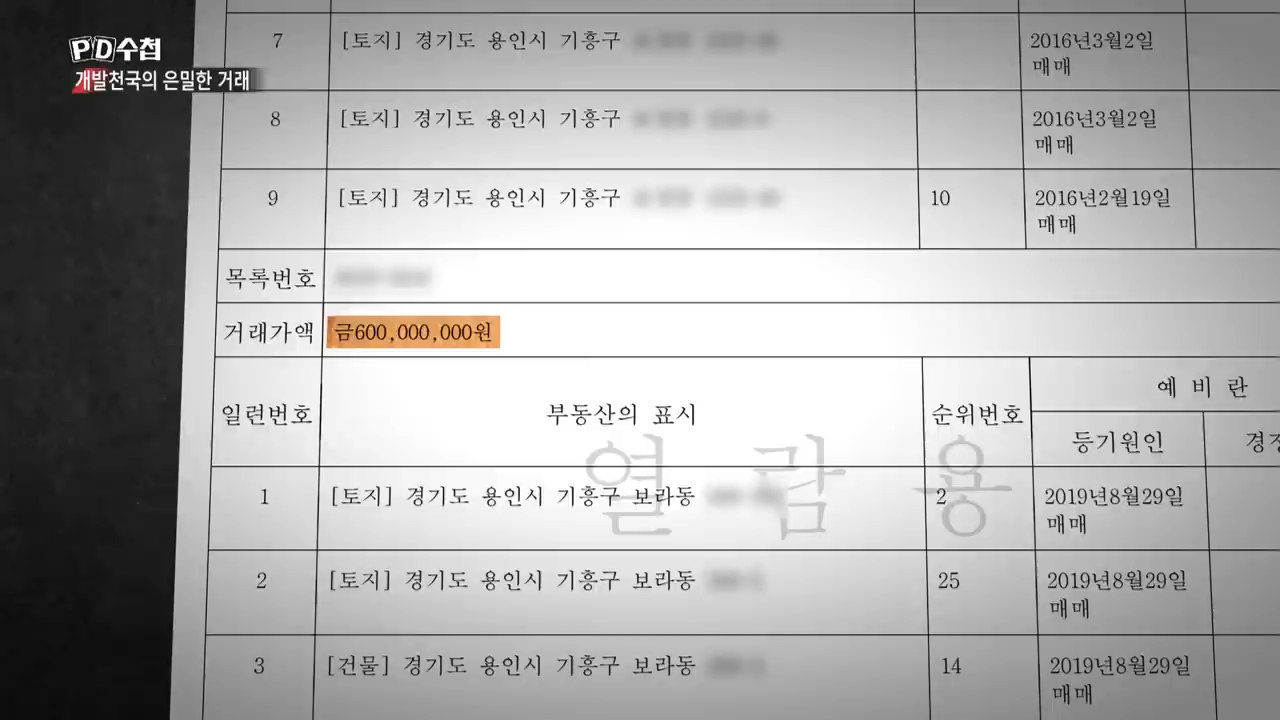 PD수첩
개발천국의 은밀한 거래
7 [토지] 경기도 용인시 기흥구 2016년3월2일
매매
8 [토지] 경기도 용인시 기흥구 2016년3월2일
매매
9 [토지] 경기도 용인시 기흥구 10 2016년2월19일
매매
목록번호
거래가액 금600,000,000원
예 비 란
일련번호 부동산의 표시 순위번호
등기원인
열 람 용
1 [토지] 경기도 용인시 기흥구 보라동 2 2019년8월29일
매매
2 [토지] 경기도 용인시 기흥구 보라동 25 2019년8월29일
매매
3 [건물] 경기도 용인시 기흥구 보라동 14 2019년8월29일
매매